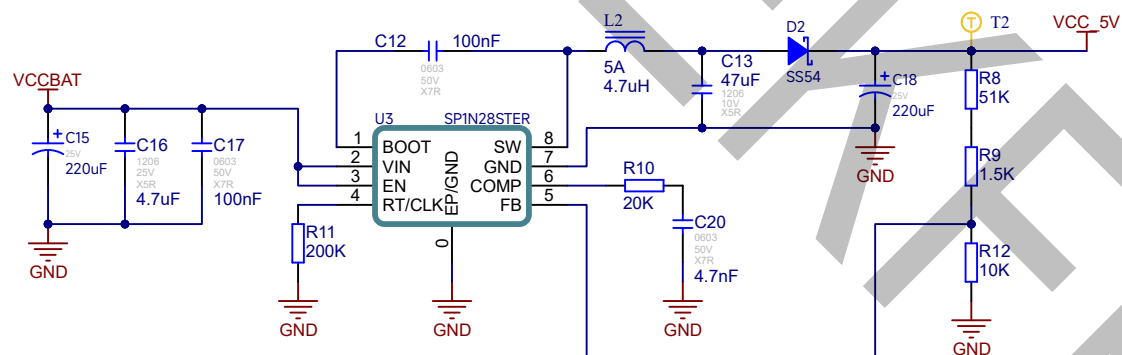 L2
D2
T
T2
VCC_5V
C12
100nF
0603
50V
X7R
5A
4.7uH
C13
47uF
1206
10V
X5R
SS54
C18
25V
220uF
R8
51K
VCCBAT
C15
25V
220uF
C16
1206
25V
X5R
4.7uF
C17
0603
50V
X7R
100nF
U3
SP1N28STER
1
2
3
4
BOOT
VIN
EN
RT/CLK
EP/GND
0
SW
GND
COMP
FB
8
7
6
5
GND
R9
1.5K
R10
20K
C20
0603
50V
X7R
4.7nF
R11
200K
R12
10K
GND
GND
GND
GND
GND